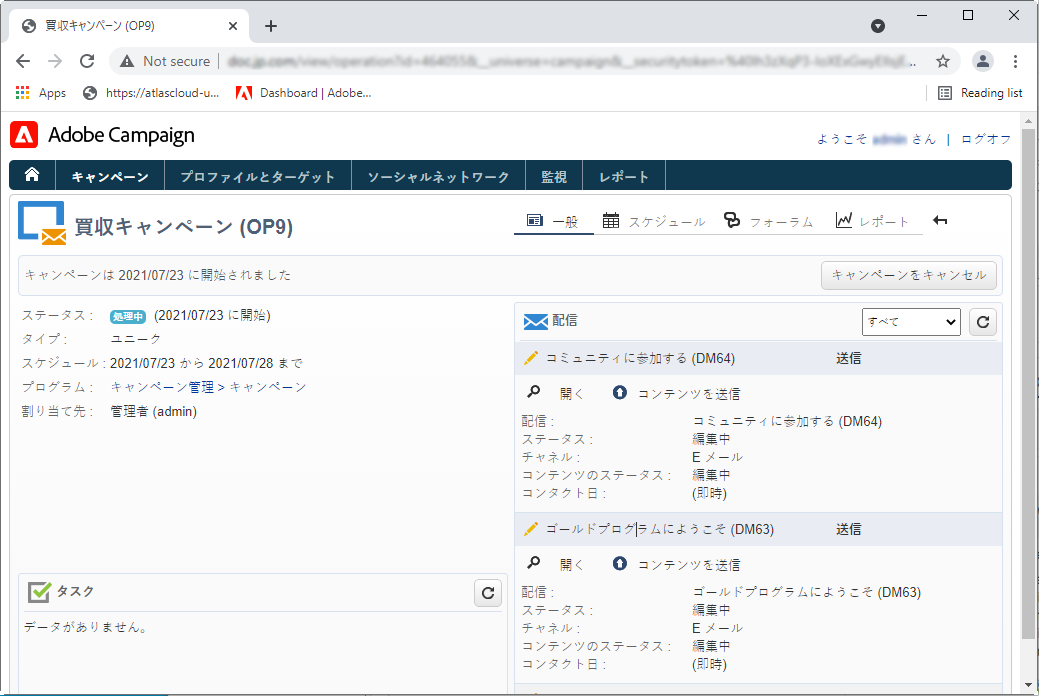 買収キャンペーン (OP9)
Not secure
Apps
https://atlascloud-u...
Dashboard | Adobe...
Reading list
Adobe Campaign
ようこそ admin さん | ログオフ
キャンペーン プロファイルとターゲット ソーシャルネットワーク 監視 レポート
買収キャンペーン (OP9)
一般 スケジュール フォーラム レポート
キャンペーンは 2021/07/23 に開始されました
キャンペーンをキャンセル
ステータス : 処理中 (2021/07/23 に開始)
タイプ : ユニーク
スケジュール : 2021/07/23 から 2021/07/28 まで
プログラム : キャンペーン管理 > キャンペーン
割り当て先 : 管理者 (admin)
タスク
データがありません。
配信
すべて
コミュニティに参加する (DM64) 送信
開く コンテンツを送信
配信 : コミュニティに参加する (DM64)
ステータス : 編集中
チャネル : E メール
コンテンツのステータス : 編集中
コンタクト日 : (即時)
ゴールドプログラムにようこそ (DM63) 送信
開く コンテンツを送信
配信 : ゴールドプログラムにようこそ (DM63)
ステータス : 編集中
チャネル : E メール
コンテンツのステータス : 編集中
コンタクト日 : (即時)